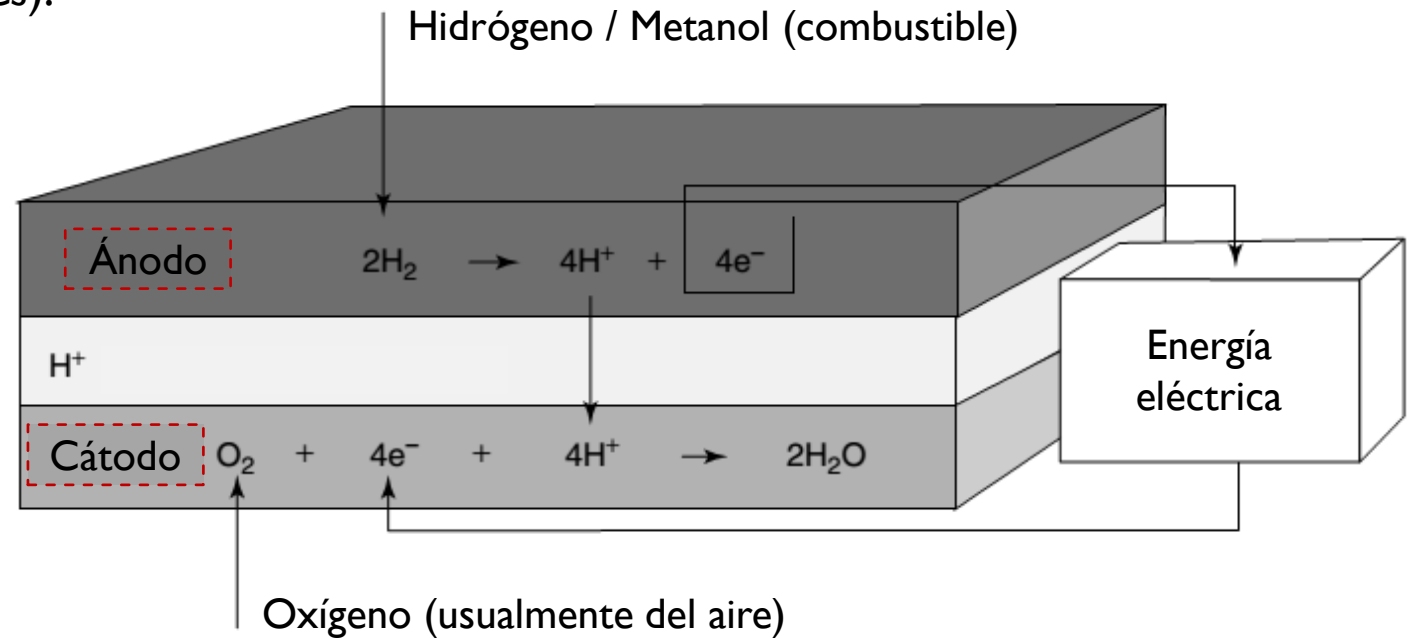 es).
Hidrógeno / Metanol (combustible)
Ánodo 2H₂ → 4H⁺ + 4e⁻
H⁺
Energía
eléctrica
Cátodo O₂ + 4e⁻ + 4H⁺ → 2H₂O
Oxígeno (usualmente del aire)